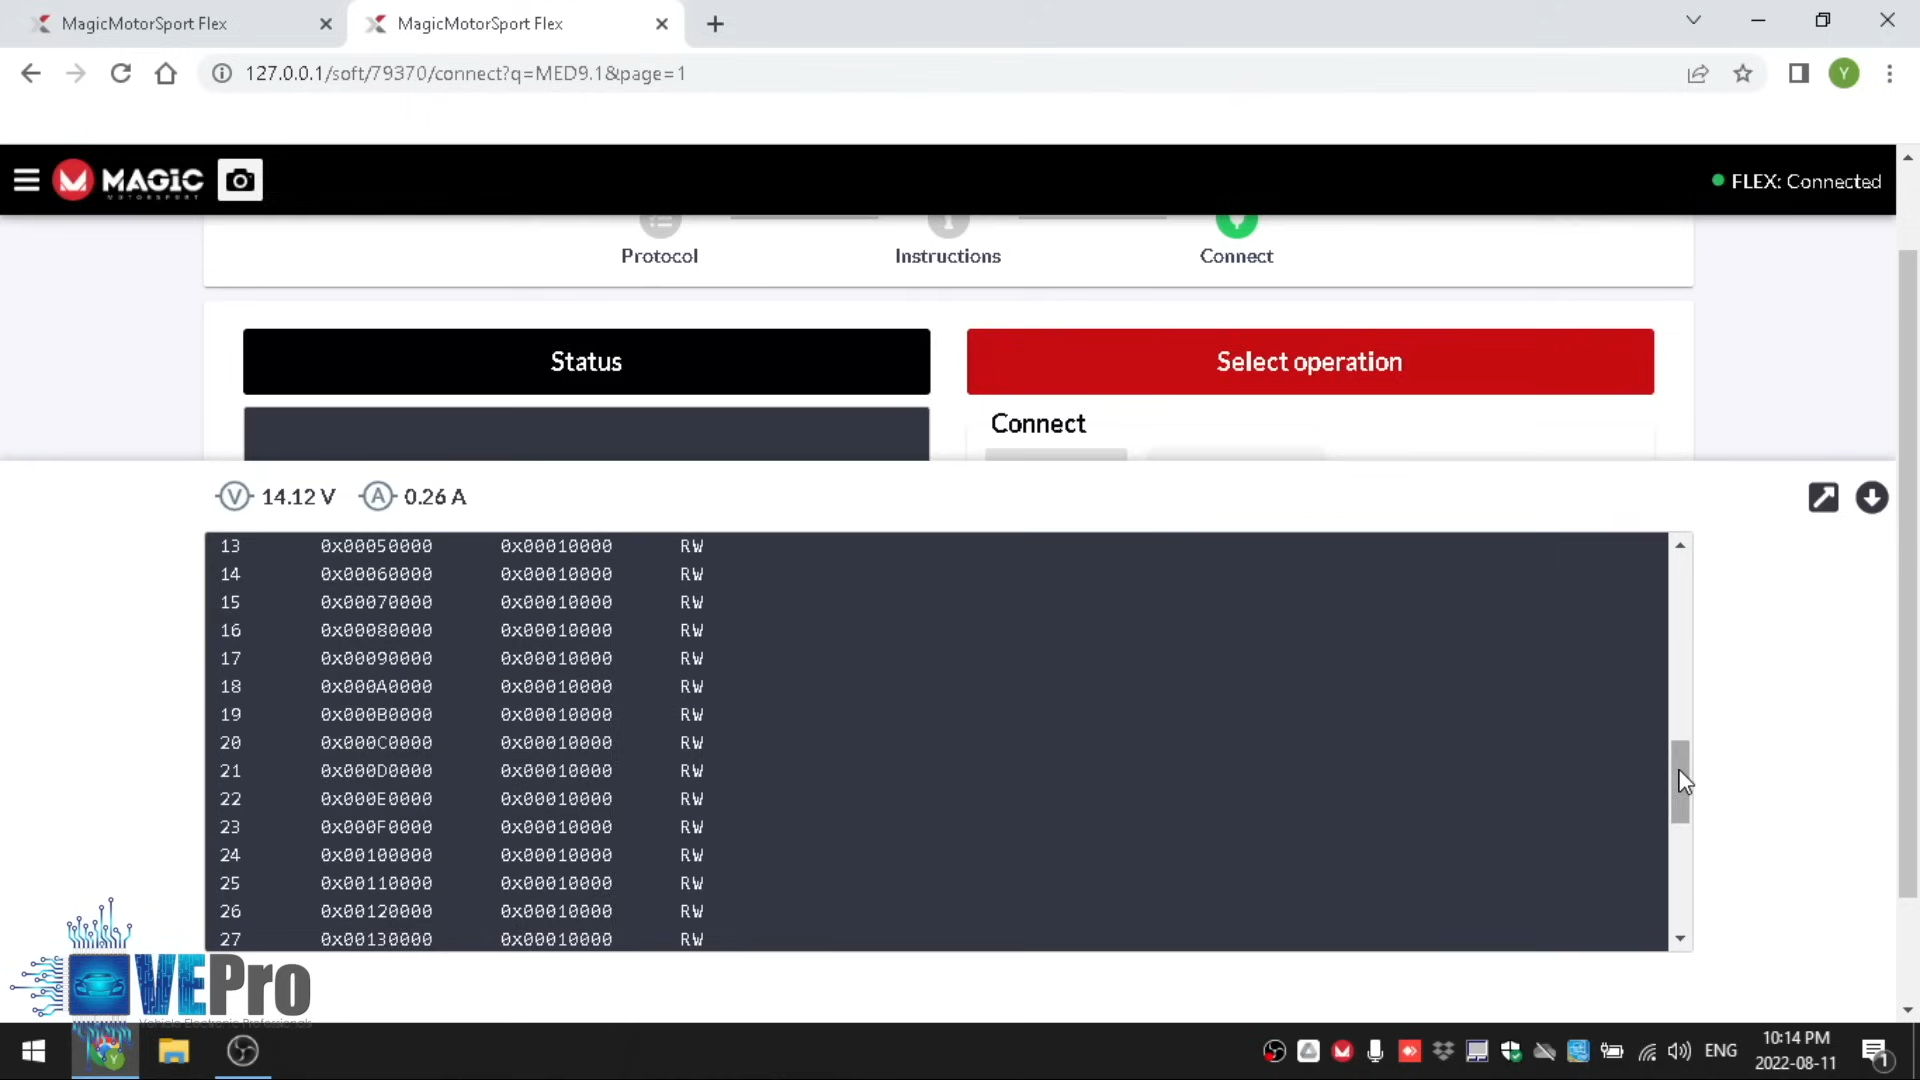 MagicMotorSport Flex
MagicMotorSport Flex
127.0.0.1/soft/79370/connect?q=MED9.1&page=1
Y
MAGIC
MOTORSPORT
FLEX: Connected
Protocol
Instructions
Connect
Status
Select operation
Connect
V 14.12 V A 0.26 A
13 0x00050000 0x00010000 RW
14 0x00060000 0x00010000 RW
15 0x00070000 0x00010000 RW
16 0x00080000 0x00010000 RW
17 0x00090000 0x00010000 RW
18 0x000A0000 0x00010000 RW
19 0x000B0000 0x00010000 RW
20 0x000C0000 0x00010000 RW
21 0x000D0000 0x00010000 RW
22 0x000E0000 0x00010000 RW
23 0x000F0000 0x00010000 RW
24 0x00100000 0x00010000 RW
25 0x00110000 0x00010000 RW
26 0x00120000 0x00010000 RW
27 0x00130000 0x00010000 RW
VEPro
Vehicle Electronic Professionals
ENG
10:14 PM
2022-08-11
1